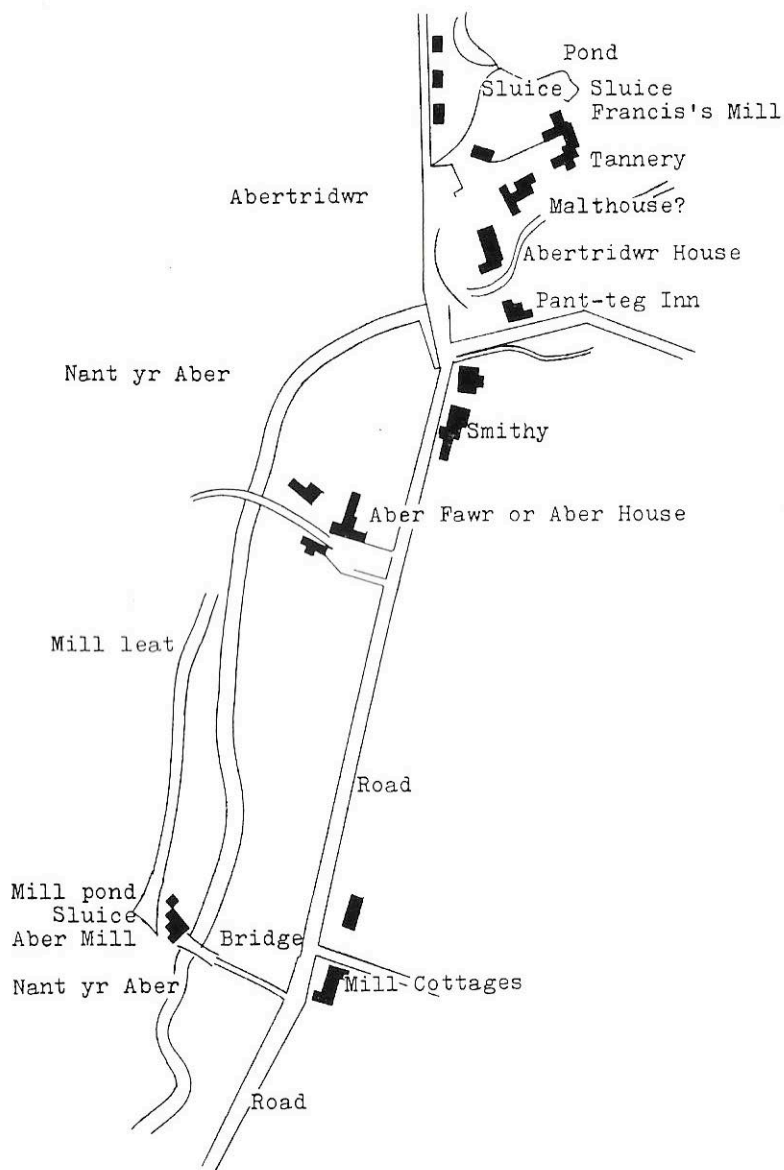 Pond
Sluice Sluice
Francis's Mill
Tannery
Abertridwr
Malthouse?
Abertridwr House
Pant-teg Inn
Nant yr Aber
Smithy
Aber Fawr or Aber House
Mill leat
Road
Mill pond
Sluice
Aber Mill
Bridge
Nant yr Aber
Mill Cottages
Road